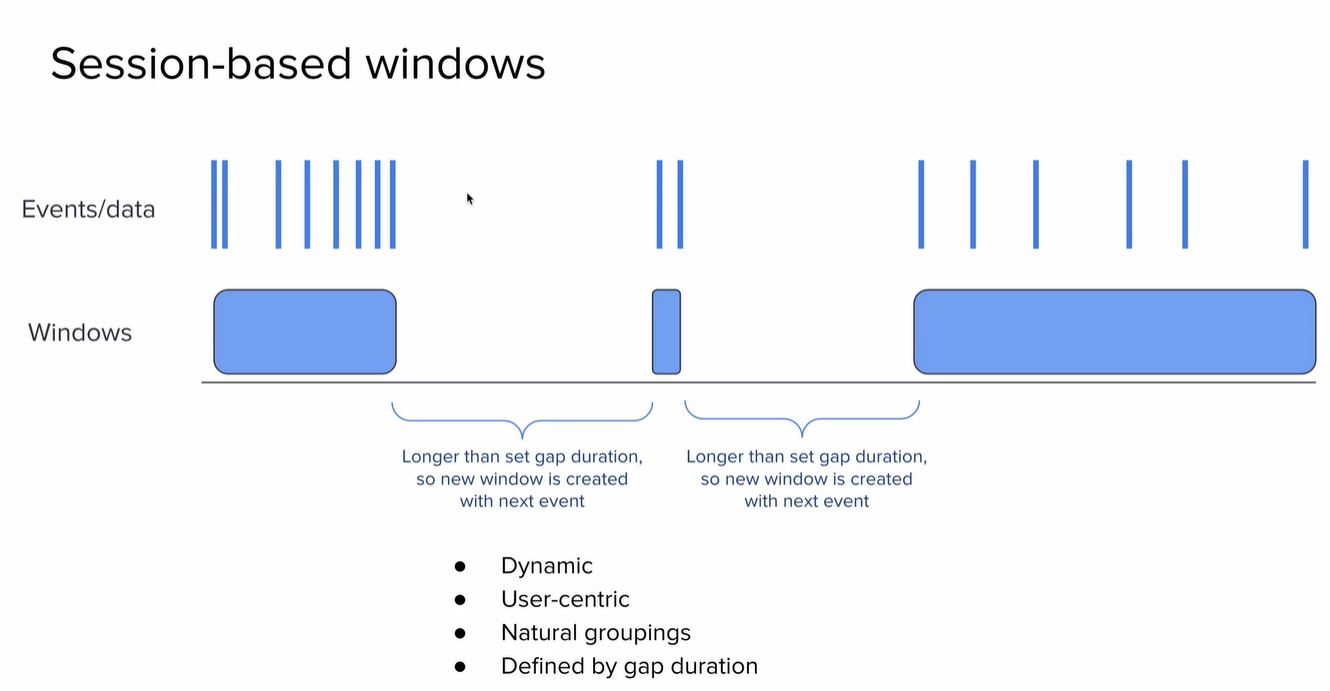 Session-based windows
Events/data
Windows
Longer than set gap duration,
so new window is created
with next event
Longer than set gap duration,
so new window is created
with next event
● Dynamic
● User-centric
● Natural groupings
● Defined by gap duration